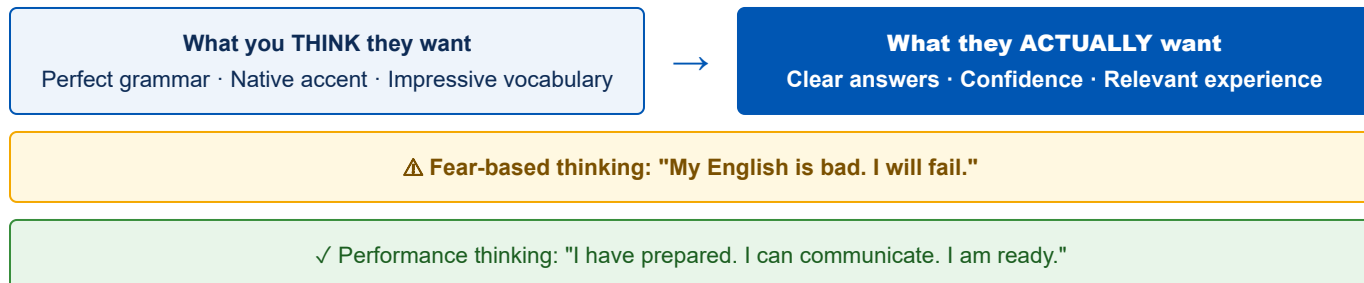 What you THINK they want
Perfect grammar · Native accent · Impressive vocabulary
→
What they ACTUALLY want
Clear answers · Confidence · Relevant experience
⚠ Fear-based thinking: "My English is bad. I will fail."
✓ Performance thinking: "I have prepared. I can communicate. I am ready."